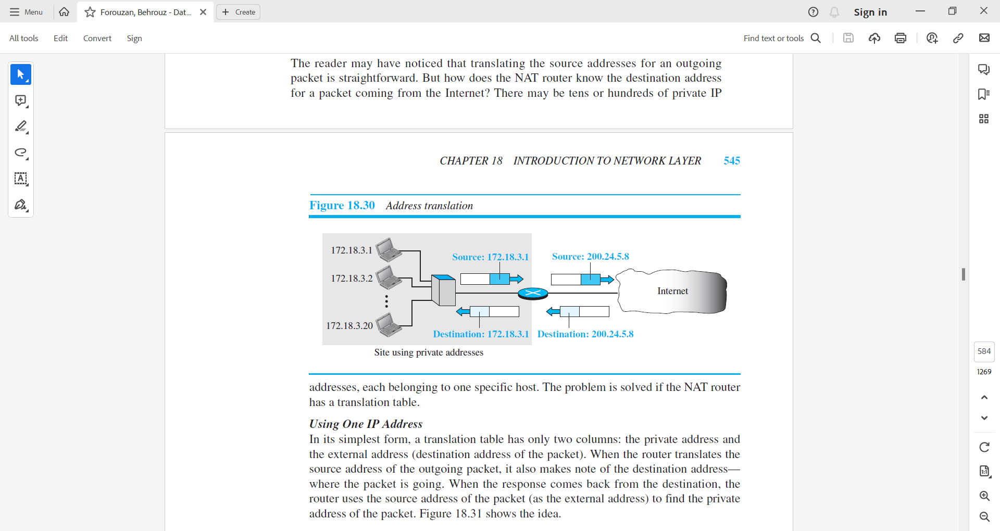 Menu
Forouzan, Behrouz - Dat...
Create
Sign in
All tools
Edit
Convert
Sign
Find text or tools
The reader may have noticed that translating the source addresses for an outgoing
packet is straightforward. But how does the NAT router know the destination address
for a packet coming from the Internet? There may be tens or hundreds of private IP
CHAPTER 18 INTRODUCTION TO NETWORK LAYER 545
Figure 18.30 Address translation
172.18.3.1
172.18.3.2
172.18.3.20
Source: 172.18.3.1
Source: 200.24.5.8
Internet
Destination: 172.18.3.1
Destination: 200.24.5.8
Site using private addresses
addresses, each belonging to one specific host. The problem is solved if the NAT router
has a translation table.
Using One IP Address
In its simplest form, a translation table has only two columns: the private address and
the external address (destination address of the packet). When the router translates the
source address of the outgoing packet, it also makes note of the destination address—
where the packet is going. When the response comes back from the destination, the
router uses the source address of the packet (as the external address) to find the private
address of the packet. Figure 18.31 shows the idea.
584
1269